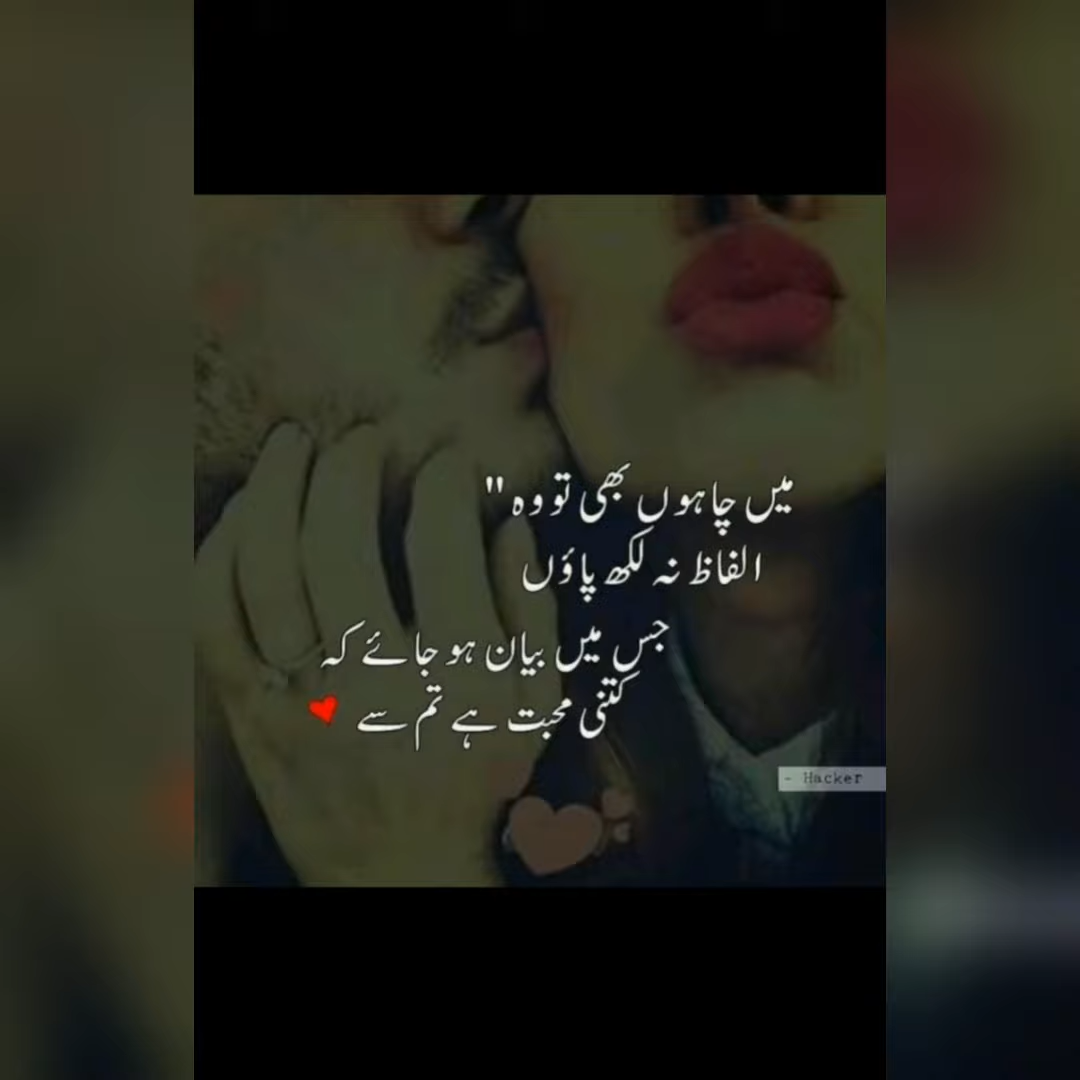 میں چاہوں بھی تو وہ "
الفاظ نہ لکھ پاؤں
جس میں بیان ہو جائے کہ
کتنی محبت ہے تم سے ❤
- Hacker